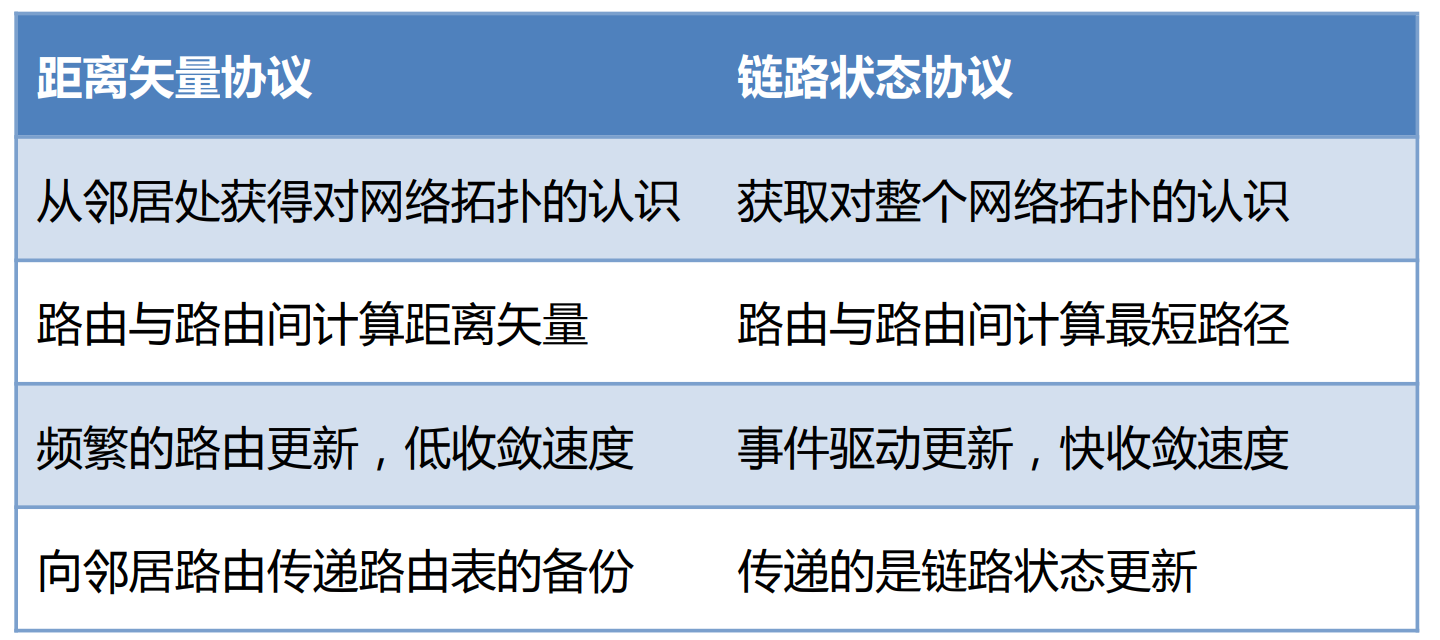 距离矢量协议 链路状态协议
从邻居处获得对网络拓扑的认识 获取对整个网络拓扑的认识
路由与路由间计算距离矢量 路由与路由间计算最短路径
频繁的路由更新，低收敛速度 事件驱动更新，快收敛速度
向邻居路由传递路由表的备份 传递的是链路状态更新